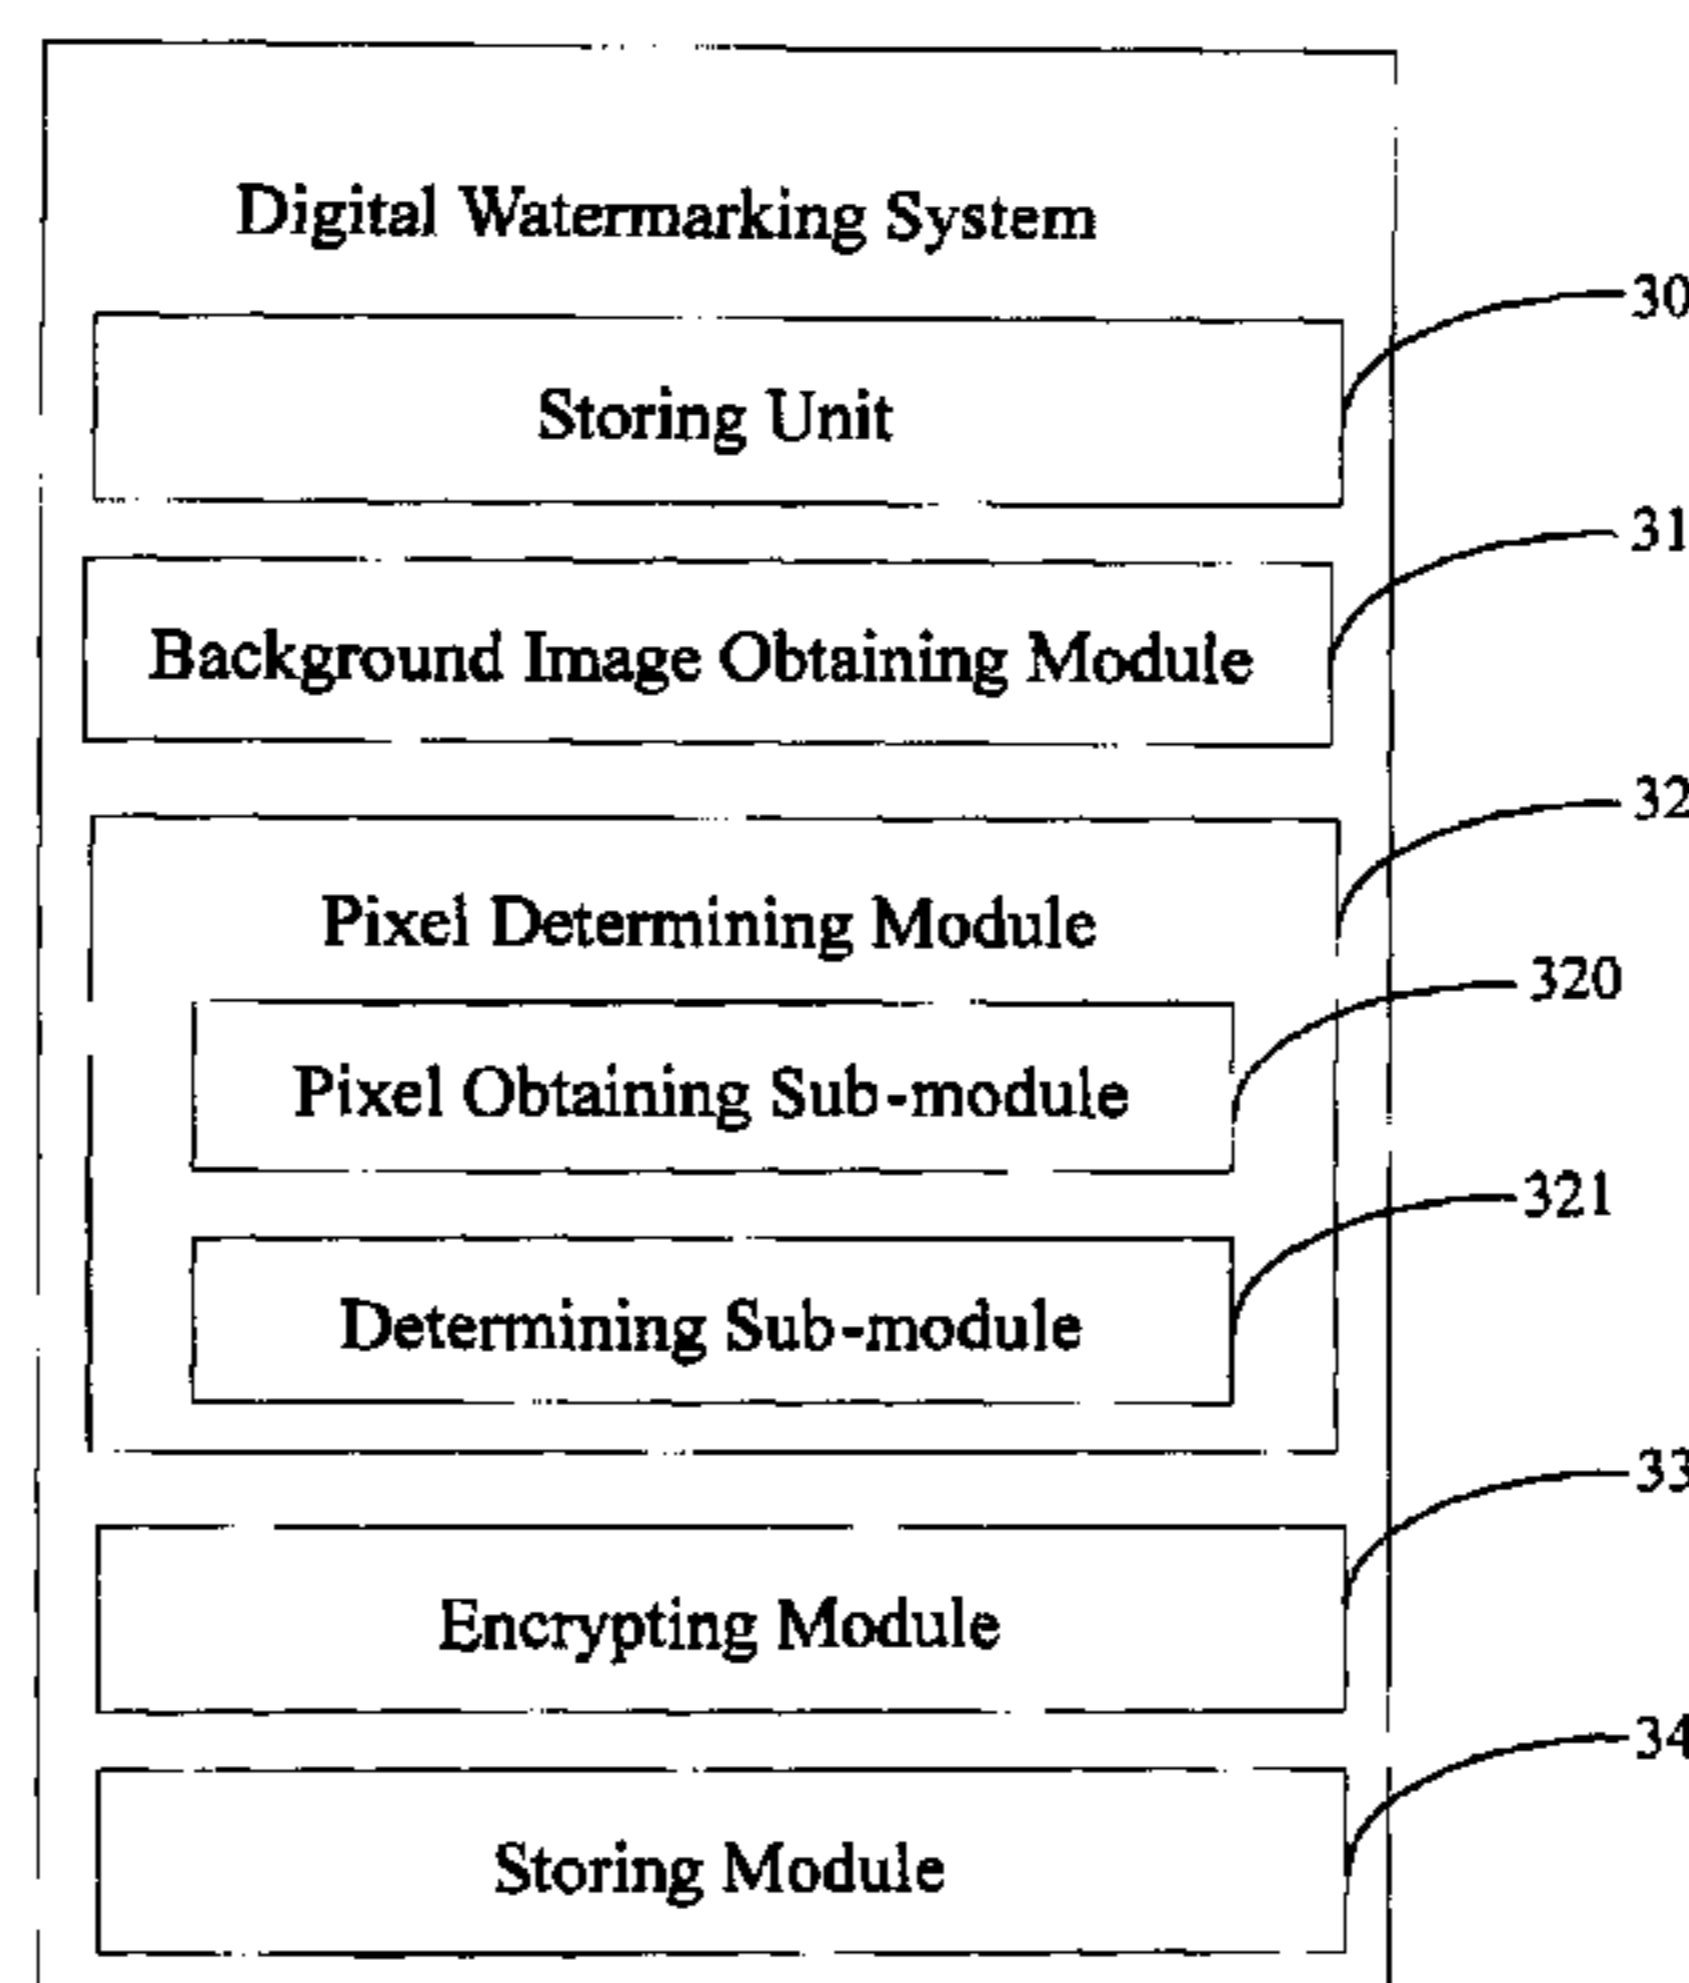 Digital Watermarking System
30
Storing Unit
31
Background Image Obtaining Module
32
Pixel Determining Module
320
Pixel Obtaining Sub-module
321
Determining Sub-module
33
Encrypting Module
34
Storing Module